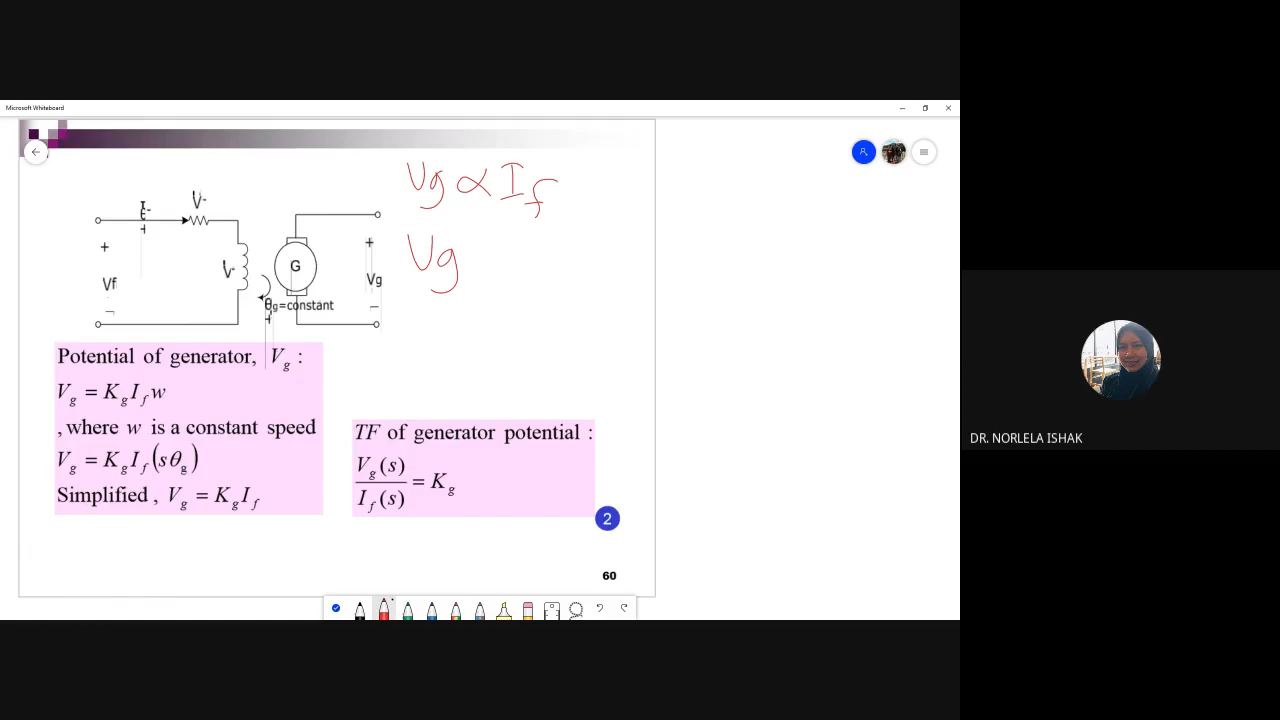 Microsoft Whiteboard
Vg ∝ If
Vg
+
Vf
G
θg=constant
+
Vg
−
Potential of generator, Vg :
Vg = KgIfw
, where w is a constant speed
Vg = KgIf(sθg)
Simplified, Vg = KgIf
TF of generator potential :
Vg(s)
If(s)
= Kg
2
60
DR. NORLELA ISHAK